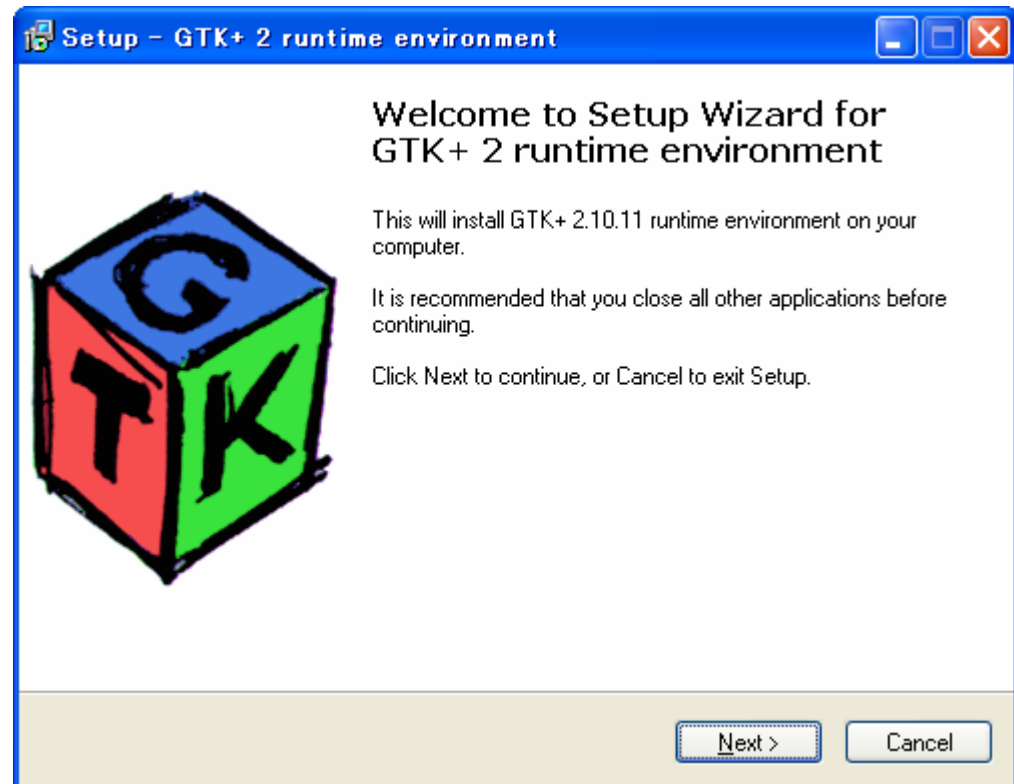 Setup - GTK+ 2 runtime environment
Welcome to Setup Wizard for
GTK+ 2 runtime environment
This will install GTK+ 2.10.11 runtime environment on your
computer.
It is recommended that you close all other applications before
continuing.
Click Next to continue, or Cancel to exit Setup.
G
T K
Next > Cancel